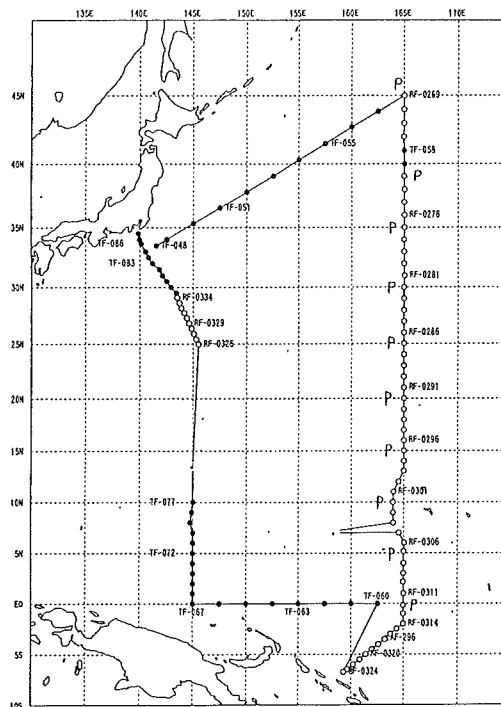 130E 135E 140E 145E 150E 155E 160E 165E 170E 110E
P
45N RF-0269
TF-055
TF-058
40N
P
TF-051
RF-0276
35N P
TF-086 TF-048
TF-083
RF-0281
30N P
RF-0334
RF-0329
RF-0286
RF-0325
25N P
RF-0291
20N P
RF-0296
15N P
RF-0301
TF-077
10N P
RF-0306
TF-072
5N P
TF-060 RF-0311
EQ P
TF-067 TF-063
RF-0314
RF-0320
5S
RF-0324
10S